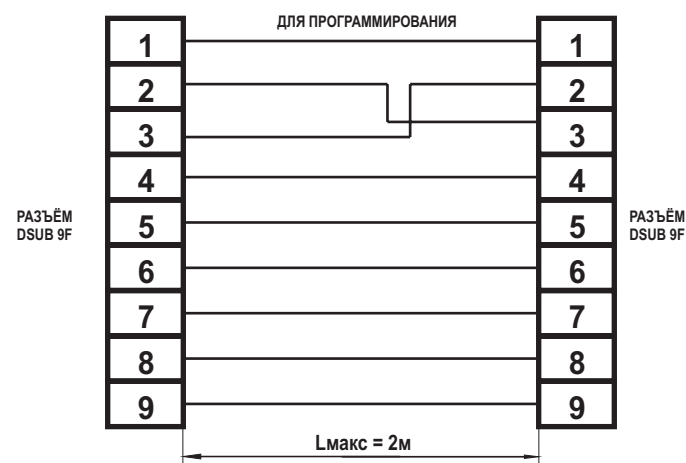 ДЛЯ ПРОГРАММИРОВАНИЯ
1 1
2 2
3 3
4 4
РАЗЪЁМ
DSUB 9F
5 5
РАЗЪЁМ
DSUB 9F
6 6
7 7
8 8
9 9
Lмакс = 2м